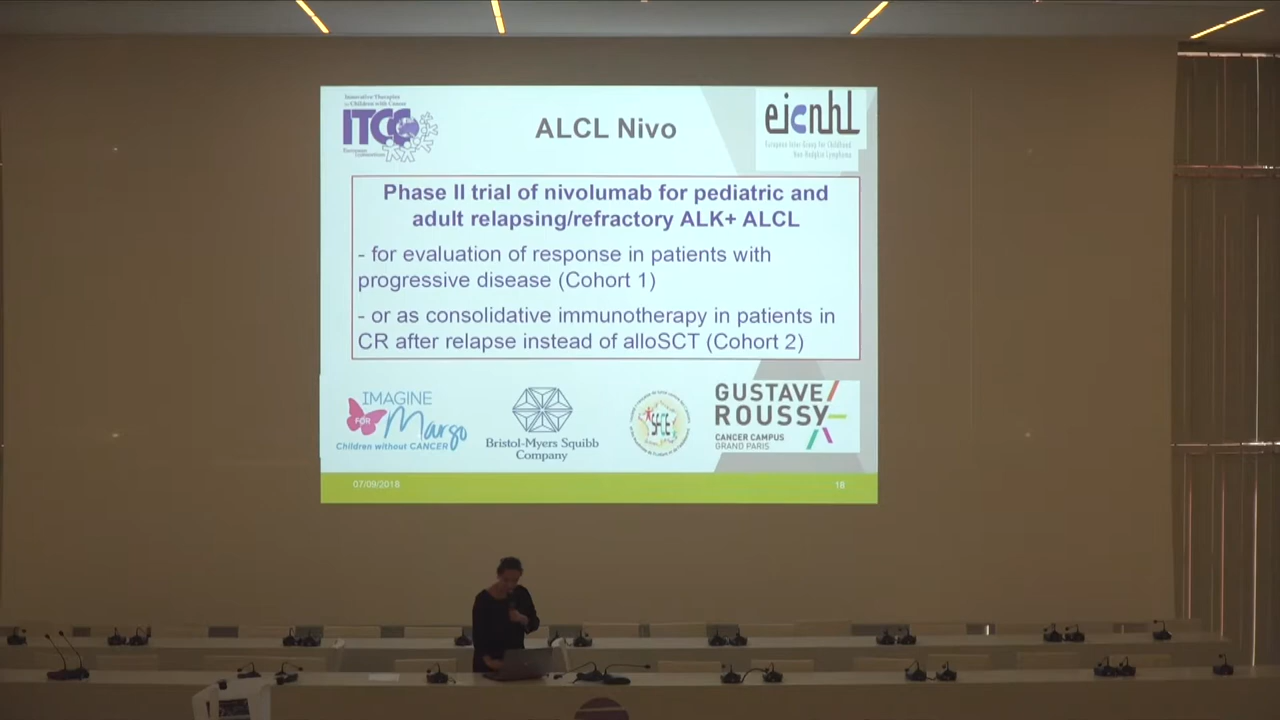 Innovative Therapies
for Children with Cancer
ITCC
European Consortium
ALCL Nivo
eicnhl
European Inter Group for Childhood
Non Hodgkin Lymphoma
Phase II trial of nivolumab for pediatric and
adult relapsing/refractory ALK+ ALCL
- for evaluation of response in patients with
progressive disease (Cohort 1)
- or as consolidative immunotherapy in patients in
CR after relapse instead of alloSCT (Cohort 2)
IMAGINE
FOR
Margo
Children without CANCER
Bristol-Myers Squibb
Company
SFCE
GUSTAVE/
ROUSSY
CANCER CAMPUS
GRAND PARIS
07/09/2018
18